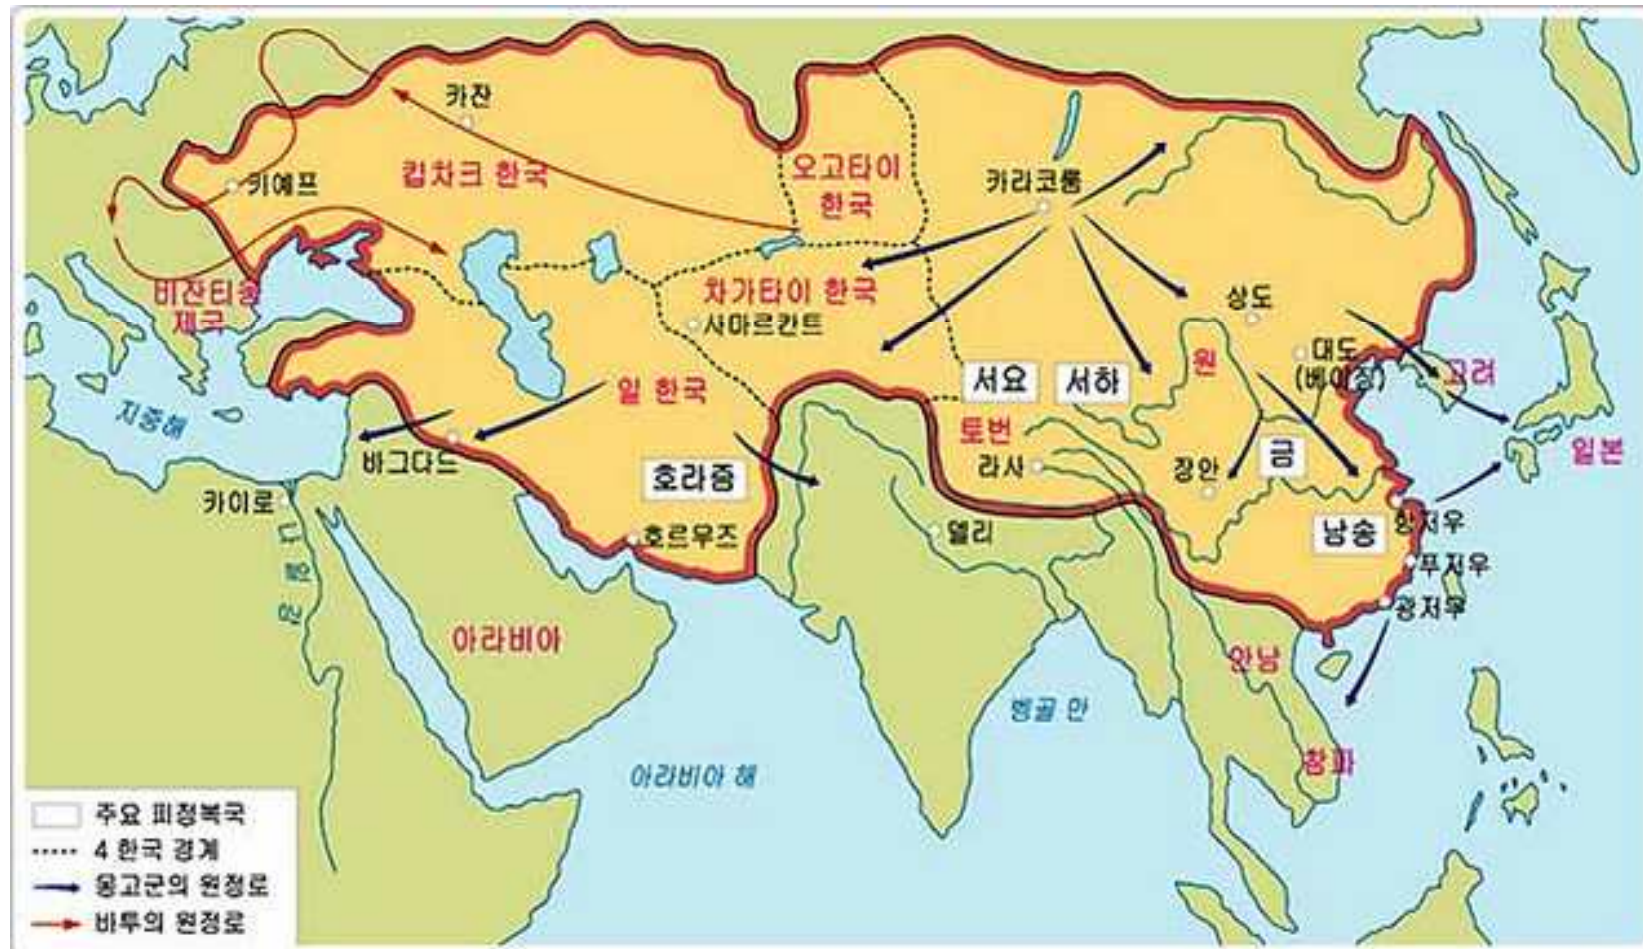 카잔
킵차크 한국
오고타이
한국
카라코룸
키예프
비잔티움
제국
차가타이 한국
사마르칸트
상도
원
대도
(베이징)
고려
서요
서하
일 한국
지중해
토번
일본
바그다드
라사
장안
금
호라즘
카이로
호르무즈
델리
남송
항저우
푸저우
광저우
나일 강
아라비아
안남
벵골 만
참파
아라비아 해
주요 피정복국
4 한국 경계
몽고군의 원정로
바투의 원정로